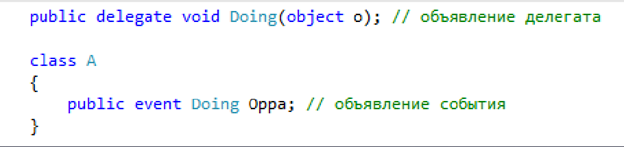 public delegate void Doing(object o); // объявление делегата
class A
{
public event Doing Oppa; // объявление события
}